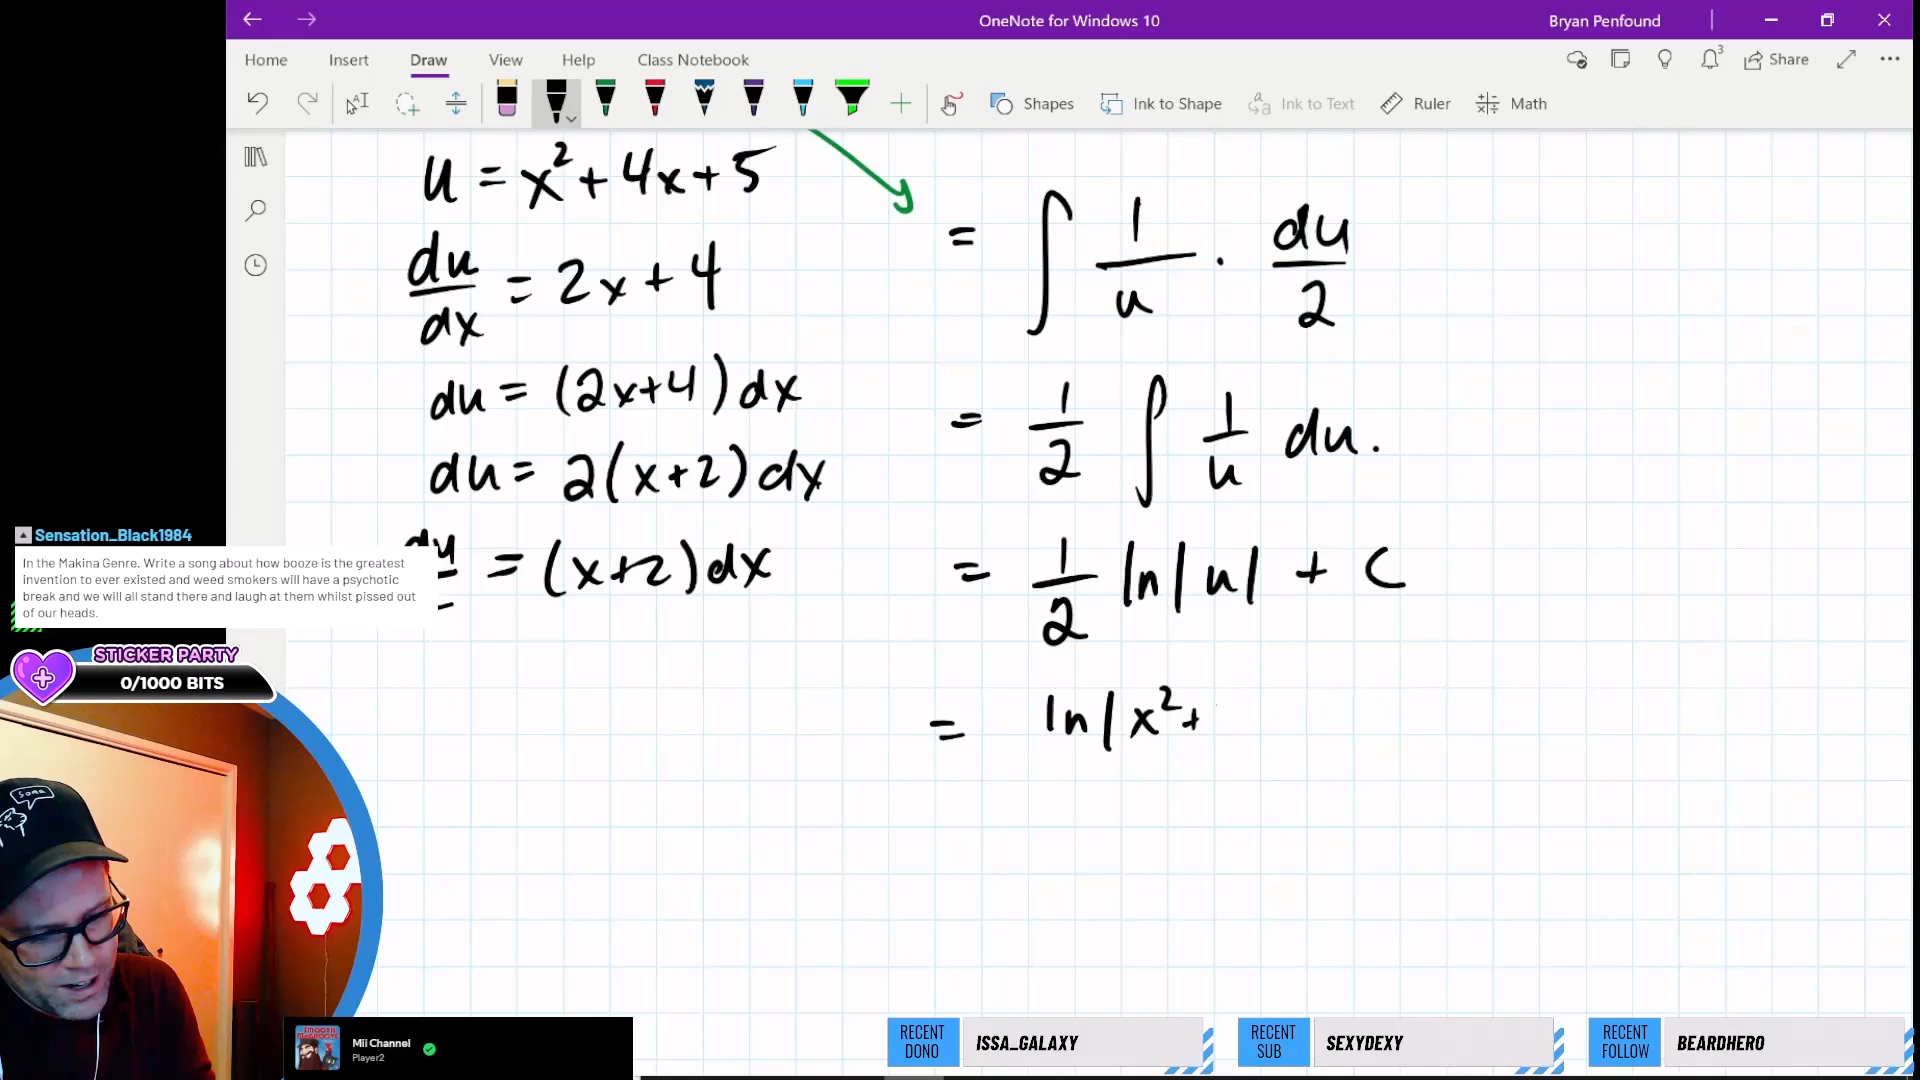 OneNote for Windows 10
Bryan Penfound
Home Insert Draw View Help Class Notebook
3 Share
Shapes Ink to Shape Ink to Text Ruler Math
u = x² + 4x + 5
du/dx = 2x + 4
du = (2x+4)dx
du = 2(x+2)dx
du = (x+2)dx
= ∫ 1/u · du/2
= 1/2 ∫ 1/u du.
= 1/2 ln|u| + C
= ln|x²+
Sensation_Black1984
In the Makina Genre. Write a song about how booze is the greatest
invention to ever existed and weed smokers will have a psychotic
break and we will all stand there and laugh at them whilst pissed out
of our heads.
STICKER PARTY
0/1000 BITS
SMOOTH
McGROOVE
Mii Channel
Player2
RECENT DONO
ISSA_GALAXY
RECENT SUB
SEXYDEXY
RECENT FOLLOW
BEARDHERO